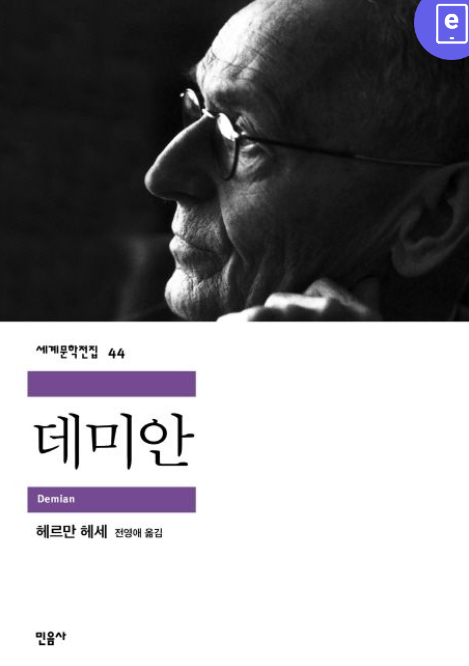 e
세계문학전집 44
데미안
Demian
헤르만 헤세 전영애 옮김
민음사